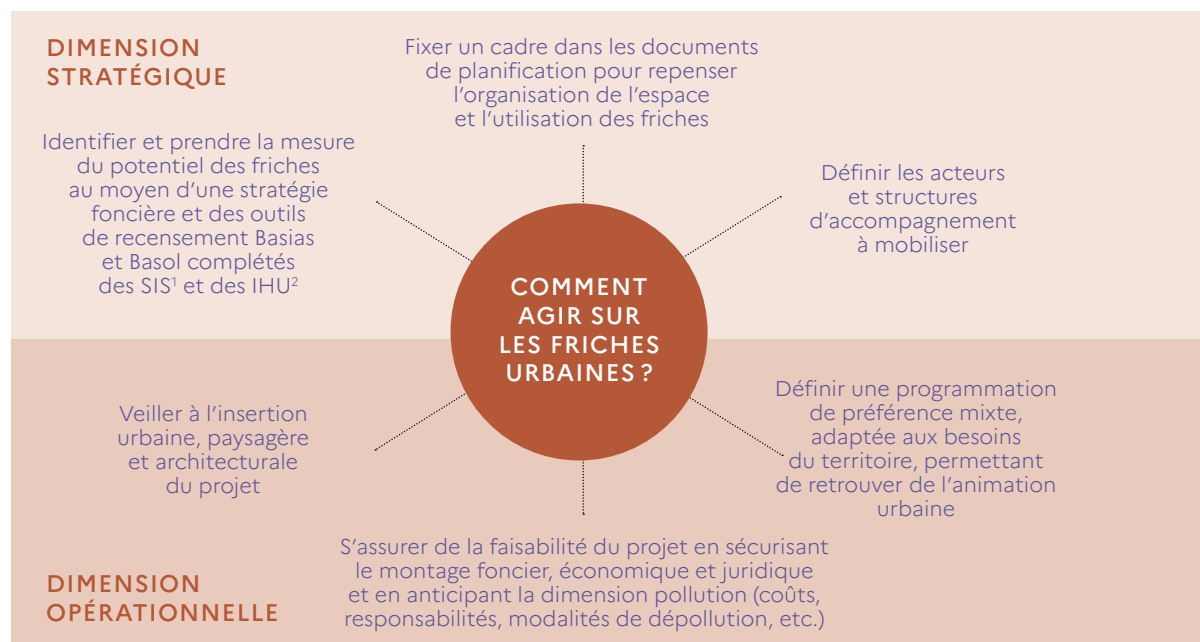 DIMENSION
STRATÉGIQUE
Fixer un cadre dans les documents
de planification pour repenser
l’organisation de l’espace
et l’utilisation des friches
Identifier et prendre la mesure
du potentiel des friches
au moyen d’une stratégie
foncière et des outils
de recensement Basias
et Basol complétés
des SIS¹ et des IHU²
Définir les acteurs
et structures
d’accompagnement
à mobiliser
COMMENT
AGIR SUR
LES FRICHES
URBAINES ?
Veiller à l’insertion
urbaine, paysagère
et architecturale
du projet
Définir une programmation
de préférence mixte,
adaptée aux besoins
du territoire, permettant
de retrouver de l’animation
urbaine
S’assurer de la faisabilité du projet en sécurisant
le montage foncier, économique et juridique
et en anticipant la dimension pollution (coûts,
responsabilités, modalités de dépollution, etc.)
DIMENSION
OPÉRATIONNELLE